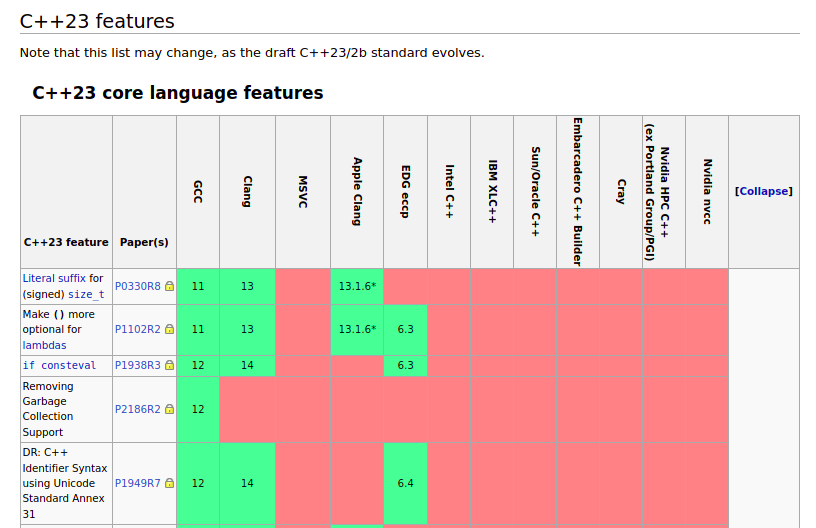 C++23 features
Note that this list may change, as the draft C++23/2b standard evolves.
C++23 core language features
C++23 feature
Paper(s)
GCC
Clang
MSVC
Apple Clang
EDG eccp
Intel C++
IBM XLC++
Sun/Oracle C++
Embarcadero C++ Builder
Cray
Nvidia HPC C++
(ex Portland Group/PGI)
Nvidia nvcc
[Collapse]
Literal suffix for
(signed) size_t
P0330R8
11
13
13.1.6*
Make () more
optional for
lambdas
P1102R2
11
13
13.1.6*
6.3
if consteval
P1938R3
12
14
6.3
Removing
Garbage
Collection
Support
P2186R2
12
DR: C++
Identifier Syntax
using Unicode
Standard Annex
31
P1949R7
12
14
6.4